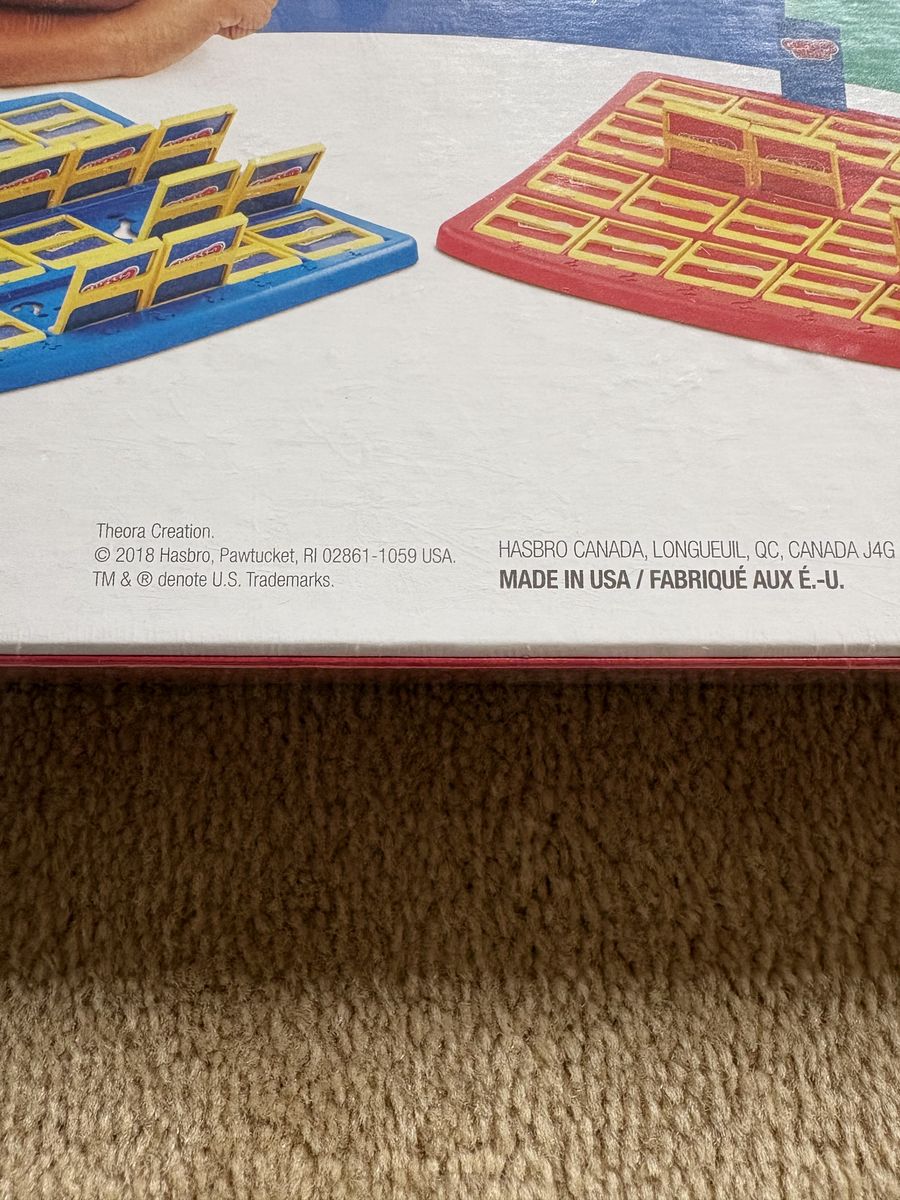 Theora Creation.
© 2018 Hasbro, Pawtucket, RI 02861-1059 USA.
TM & ® denote U.S. Trademarks.
HASBRO CANADA, LONGUEUIL, QC, CANADA J4G
MADE IN USA / FABRIQUÉ AUX É.-U.